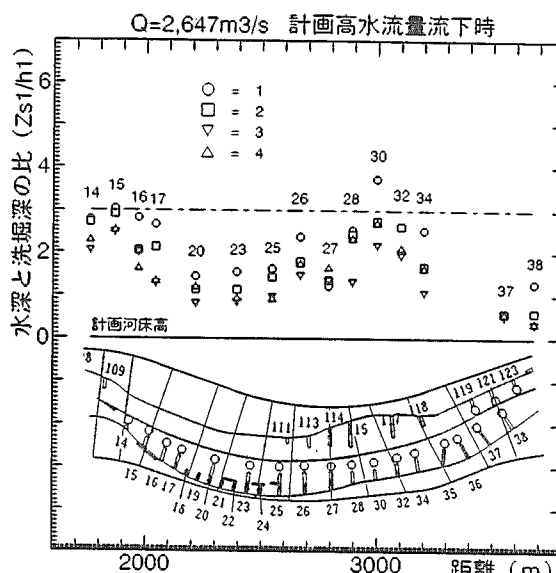 Q=2,647m3/s 計画高水流量流下時
水深と洗堀深の比 (Zs1/h1)
6
4
2
0
○ = 1
□ = 2
▽ = 3
△ = 4
14 15 16 17 20 23 25 26 27 28 30 32 34 37 38
計画河床高
109 111 113 114 118 119 121 123
14 15 16 17 18 19 20 21 22 23 24 25 26 27 28 30 32 34 35 36 37 38
2000 3000 距離 (m)